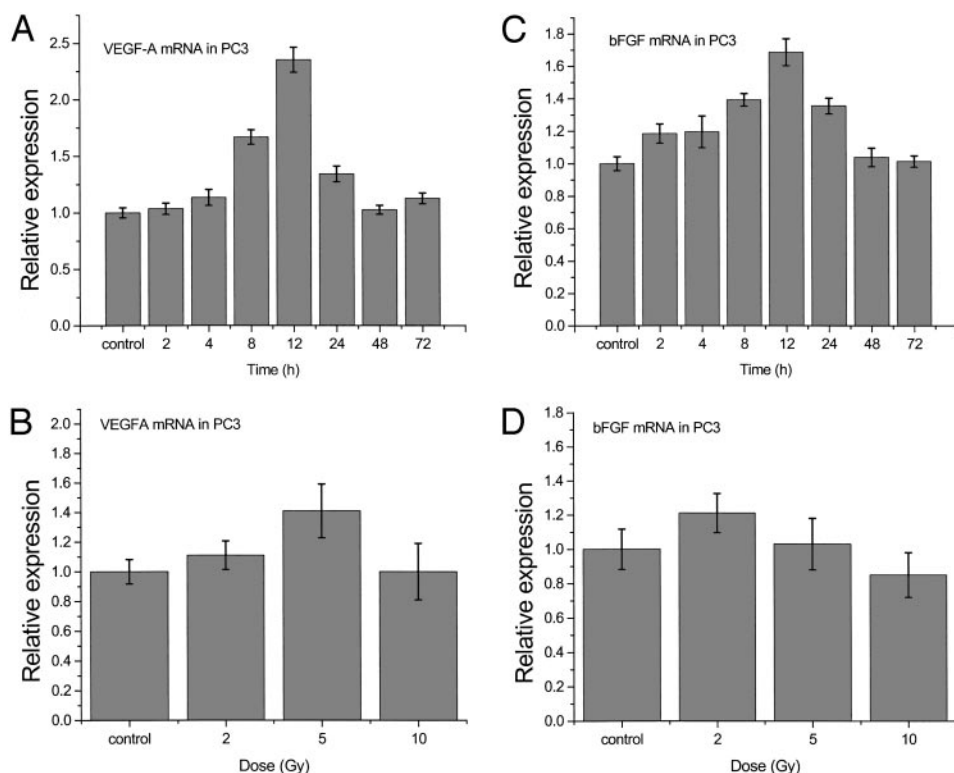 A
VEGF-A mRNA in PC3
Relative expression
2.5
2.0
1.5
1.0
0.5
0.0
control 2 4 8 12 24 48 72
Time (h)
C
bFGF mRNA in PC3
Relative expression
1.8
1.6
1.4
1.2
1.0
0.8
0.6
0.4
0.2
0.0
control 2 4 8 12 24 48 72
Time (h)
B
VEGFA mRNA in PC3
Relative expression
2.0
1.8
1.6
1.4
1.2
1.0
0.8
0.6
0.4
0.2
0.0
control 2 5 10
Dose (Gy)
D
bFGF mRNA in PC3
Relative expression
1.8
1.6
1.4
1.2
1.0
0.8
0.6
0.4
0.2
0.0
control 2 5 10
Dose (Gy)